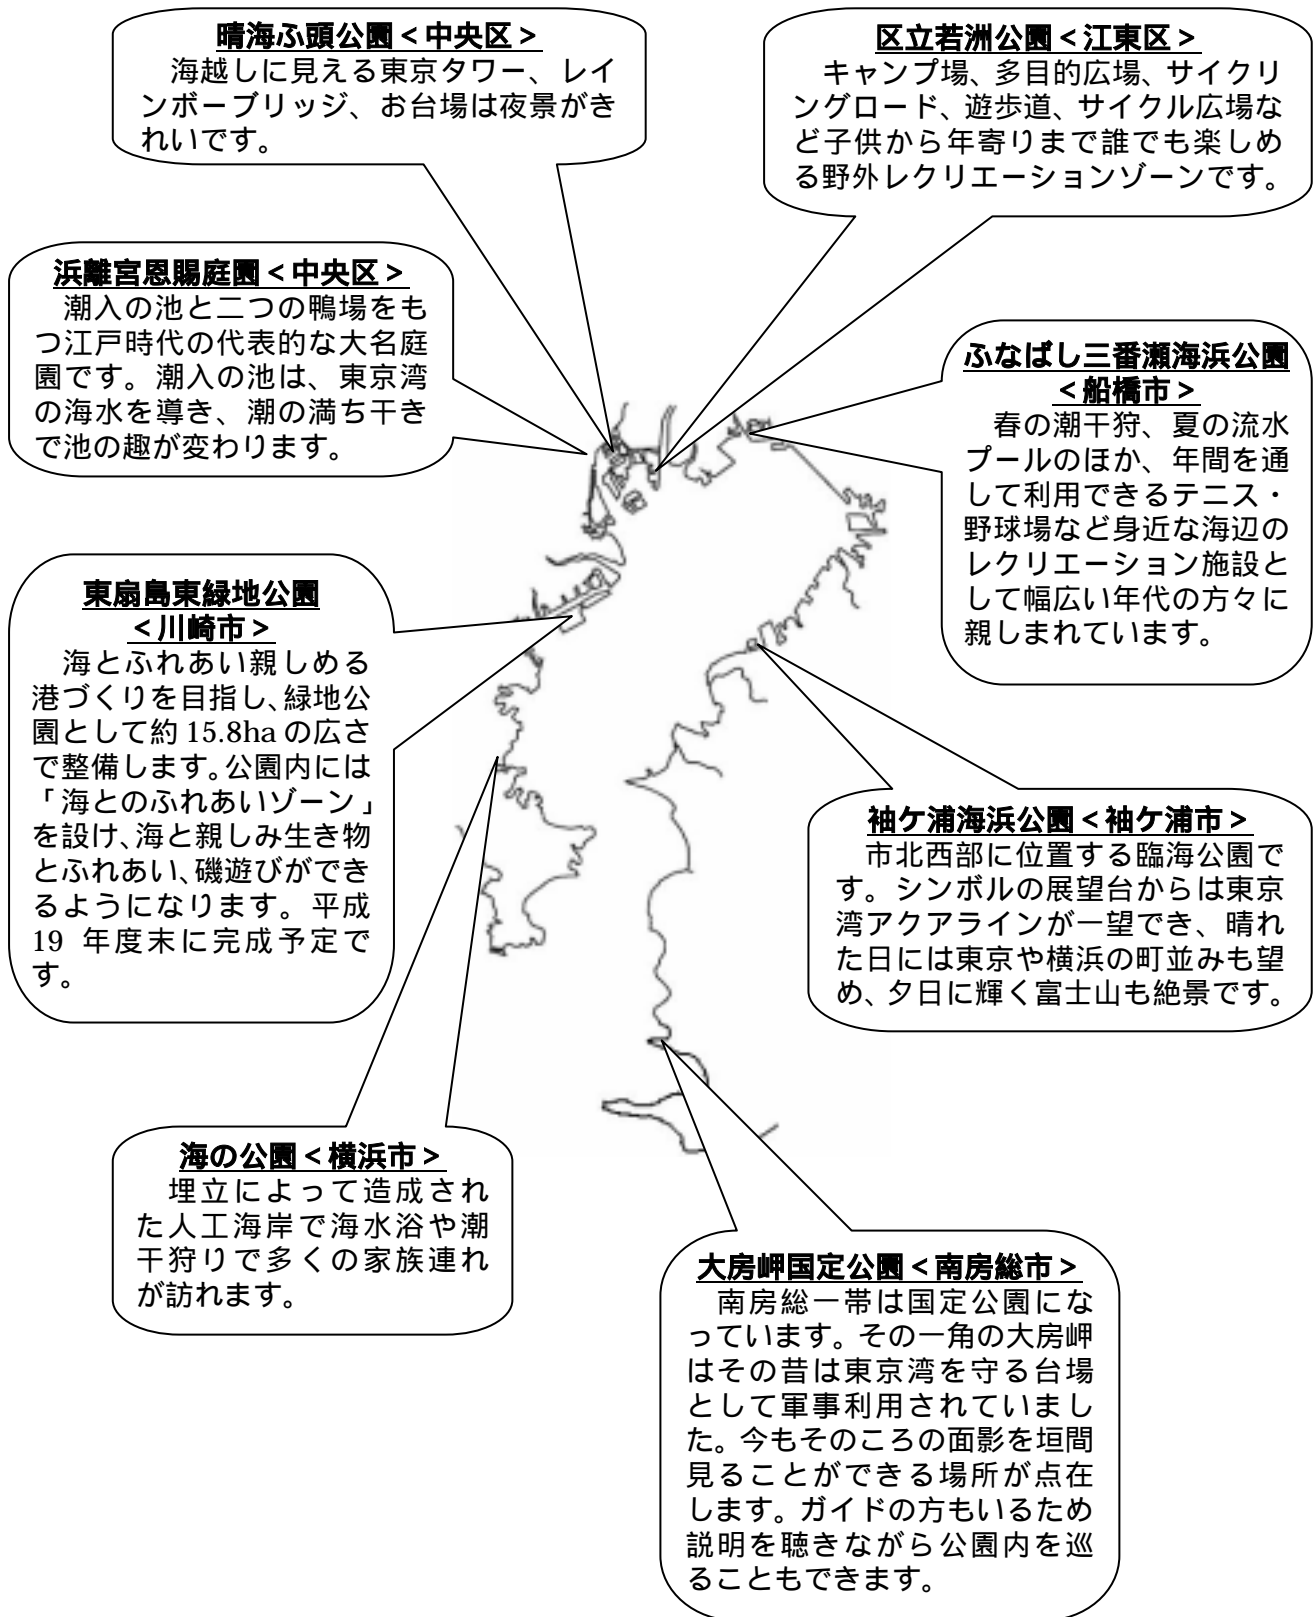 晴海ふ頭公園<中央区>
海越しに見える東京タワー、レイ
ンボーブリッジ、お台場は夜景がき
れいです。
区立若洲公園<江東区>
キャンプ場、多目的広場、サイクリ
ングロード、遊歩道、サイクル広場な
ど子供から年寄りまで誰でも楽しめ
る野外レクリエーションゾーンです。
浜離宮恩賜庭園<中央区>
潮入の池と二つの鴨場をも
つ江戸時代の代表的な大名庭
園です。潮入の池は、東京湾
の海水を導き、潮の満ち干き
で池の趣が変わります。
ふなばし三番瀬海浜公園
<船橋市>
春の潮干狩、夏の流水
プールのほか、年間を通
して利用できるテニス・
野球場など身近な海辺の
レクリエーション施設と
して幅広い年代の方々に
親しまれています。
東扇島東緑地公園
<川崎市>
海とふれあい親しめる
港づくりを目指し、緑地公
園として約 15.8ha の広さ
で整備します。公園内には
「海とのふれあいゾーン」
を設け、海と親しみ生き物
とふれあい、磯遊びができ
るようになります。平成
19 年度末に完成予定で
す。
袖ケ浦海浜公園<袖ケ浦市>
市北西部に位置する臨海公園で
す。シンボルの展望台からは東京
湾アクアラインが一望でき、晴れ
た日には東京や横浜の町並みも望
め、夕日に輝く富士山も絶景です。
海の公園<横浜市>
埋立によって造成され
た人工海岸で海水浴や潮
干狩りで多くの家族連れ
が訪れます。
大房岬国定公園<南房総市>
南房総一帯は国定公園にな
っています。その一角の大房岬
はその昔は東京湾を守る台場
として軍事利用されていまし
た。今もそのころの面影を垣間
見ることができる場所が点在
します。ガイドの方もいるため
説明を聴きながら公園内を巡
ることもできます。